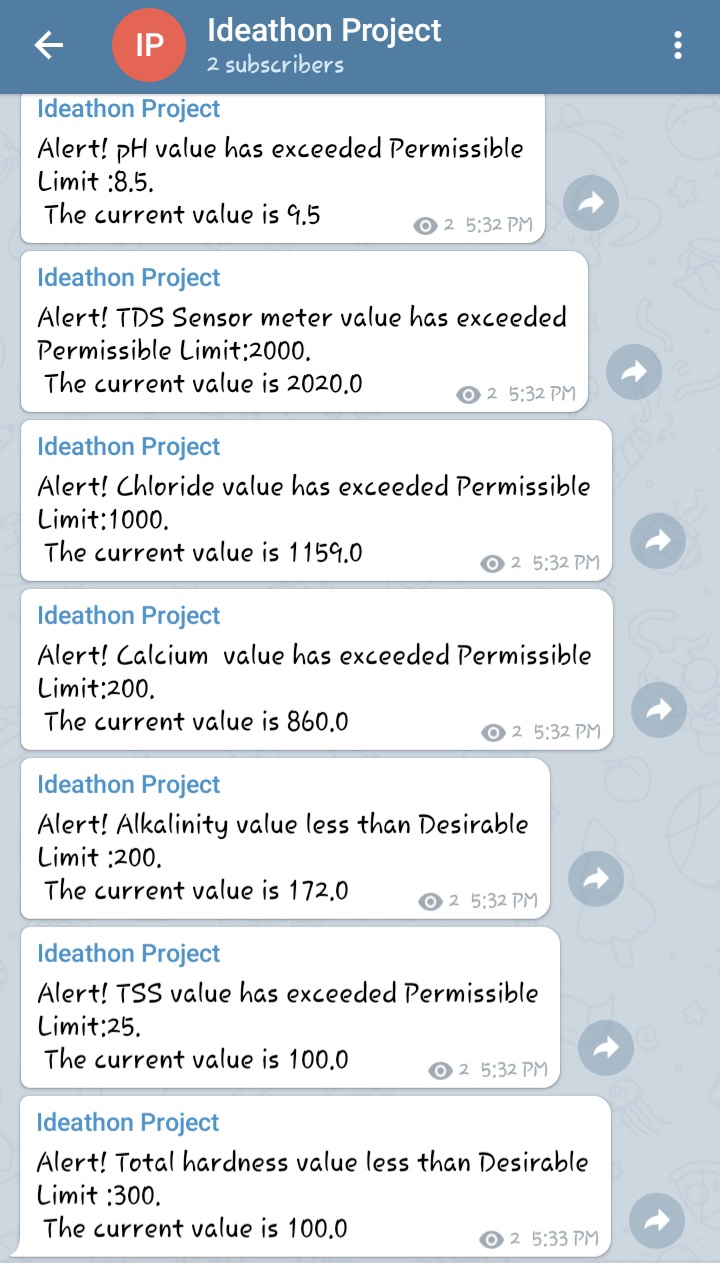 IP
Ideathon Project
2 subscribers
Ideathon Project
Alert! pH value has exceeded Permissible
Limit :8.5.
The current value is 9.5
2 5:32 PM
Ideathon Project
Alert! TDS Sensor meter value has exceeded
Permissible Limit:2000.
The current value is 2020.0
2 5:32 PM
Ideathon Project
Alert! Chloride value has exceeded Permissible
Limit:1000.
The current value is 1159.0
2 5:32 PM
Ideathon Project
Alert! Calcium  value has exceeded Permissible
Limit:200.
The current value is 860.0
2 5:32 PM
Ideathon Project
Alert! Alkalinity value less than Desirable
Limit :200.
The current value is 172.0
2 5:32 PM
Ideathon Project
Alert! TSS value has exceeded Permissible
Limit:25.
The current value is 100.0
2 5:32 PM
Ideathon Project
Alert! Total hardness value less than Desirable
Limit :300.
The current value is 100.0
2 5:33 PM